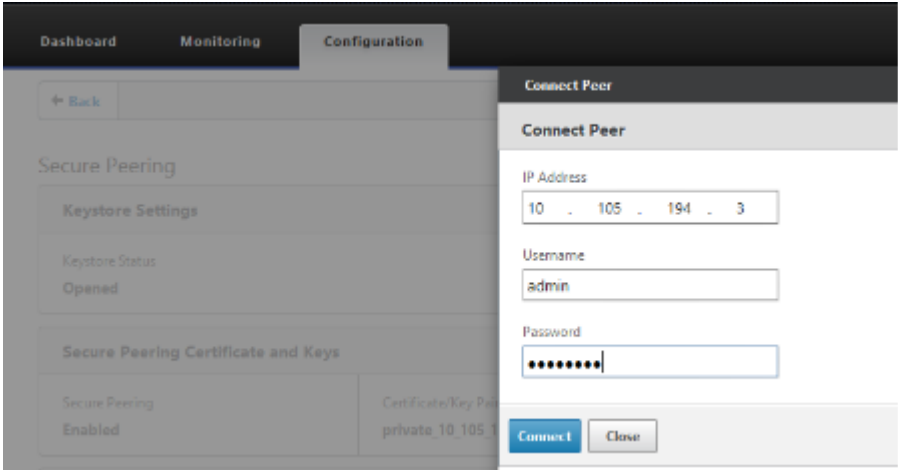 Dashboard Monitoring Configuration
← Back
Secure Peering
Keystore Settings
Keystore Status
Opened
Secure Peering Certificate and Keys
Secure Peering
Enabled
Certificate/Key Pai
private_10_105_1
Connect Peer
Connect Peer
IP Address
10 . 105 . 194 . 3
Username
admin
Password
••••••••
Connect Close